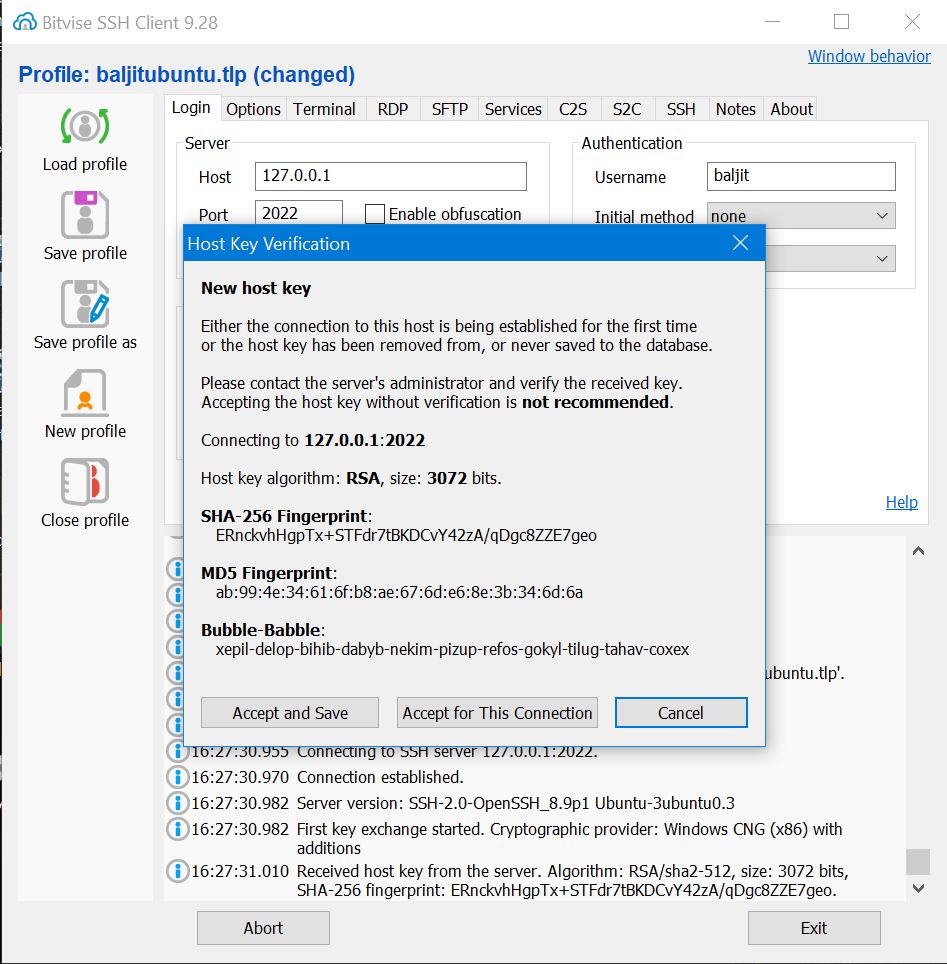 Bitvise SSH Client 9.28
Window behavior
Profile: baljitubuntu.tlp (changed)
Load profile
Save profile
Save profile as
New profile
Close profile
Login Options Terminal RDP SFTP Services C2S S2C SSH Notes About
Server
Host 127.0.0.1
Port 2022 Enable obfuscation
Authentication
Username baljit
Initial method none
Host Key Verification
New host key
Either the connection to this host is being established for the first time
or the host key has been removed from, or never saved to the database.
Please contact the server's administrator and verify the received key.
Accepting the host key without verification is not recommended.
Connecting to 127.0.0.1:2022
Host key algorithm: RSA, size: 3072 bits.
SHA-256 Fingerprint:
ERnckvhHgpTx+STFdr7tBKDCvY42zA/qDgc8ZZE7geo
MD5 Fingerprint:
ab:99:4e:34:61:6f:b8:ae:67:6d:e6:8e:3b:34:6d:6a
Bubble-Babble:
xepil-delop-bihib-dabyb-nekim-pizup-refos-gokyl-tilug-tahav-coxex
Accept and Save Accept for This Connection Cancel
Help
ubuntu.tlp'.
16:27:30.955 Connecting to SSH server 127.0.0.1:2022.
16:27:30.970 Connection established.
16:27:30.982 Server version: SSH-2.0-OpenSSH_8.9p1 Ubuntu-3ubuntu0.3
16:27:30.982 First key exchange started. Cryptographic provider: Windows CNG (x86) with
additions
16:27:31.010 Received host key from the server. Algorithm: RSA/sha2-512, size: 3072 bits,
SHA-256 fingerprint: ERnckvhHgpTx+STFdr7tBKDCvY42zA/qDgc8ZZE7geo.
Abort Exit